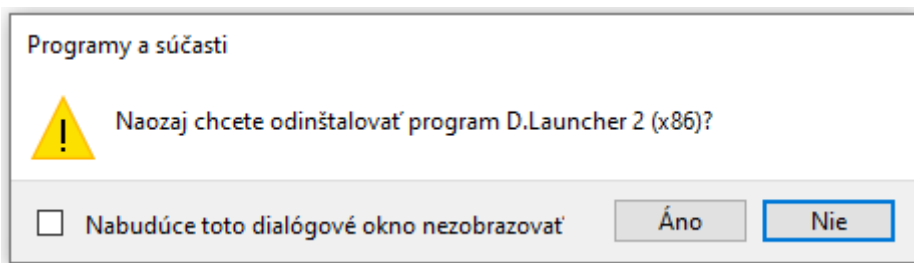 Programy a súčasti
Naozaj chcete odinštalovať program D.Launcher 2 (x86)?
Nabudúce toto dialógové okno nezobrazovať
Áno
Nie